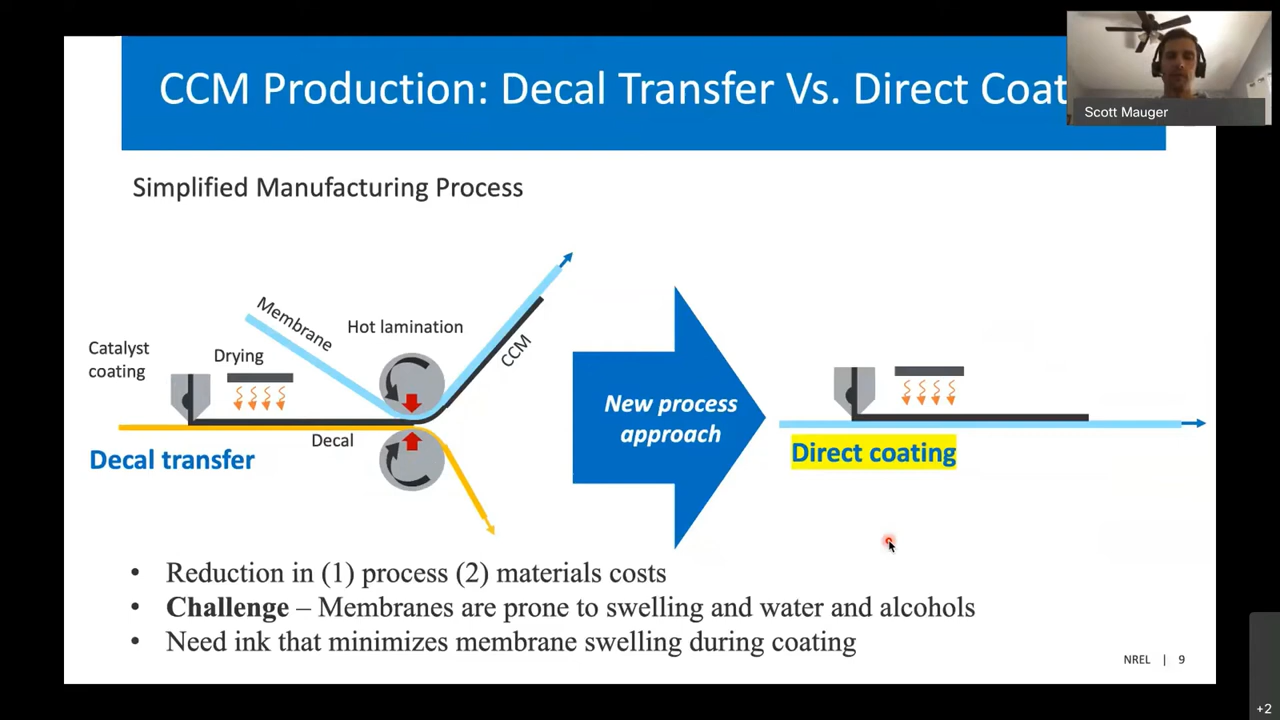 CCM Production: Decal Transfer Vs. Direct Coat
Scott Mauger
Simplified Manufacturing Process
Membrane
Hot lamination
Catalyst
coating
Drying
CCM
Decal
Decal transfer
New process
approach
Direct coating
• Reduction in (1) process (2) materials costs
• Challenge – Membranes are prone to swelling and water and alcohols
• Need ink that minimizes membrane swelling during coating
NREL | 9
+2